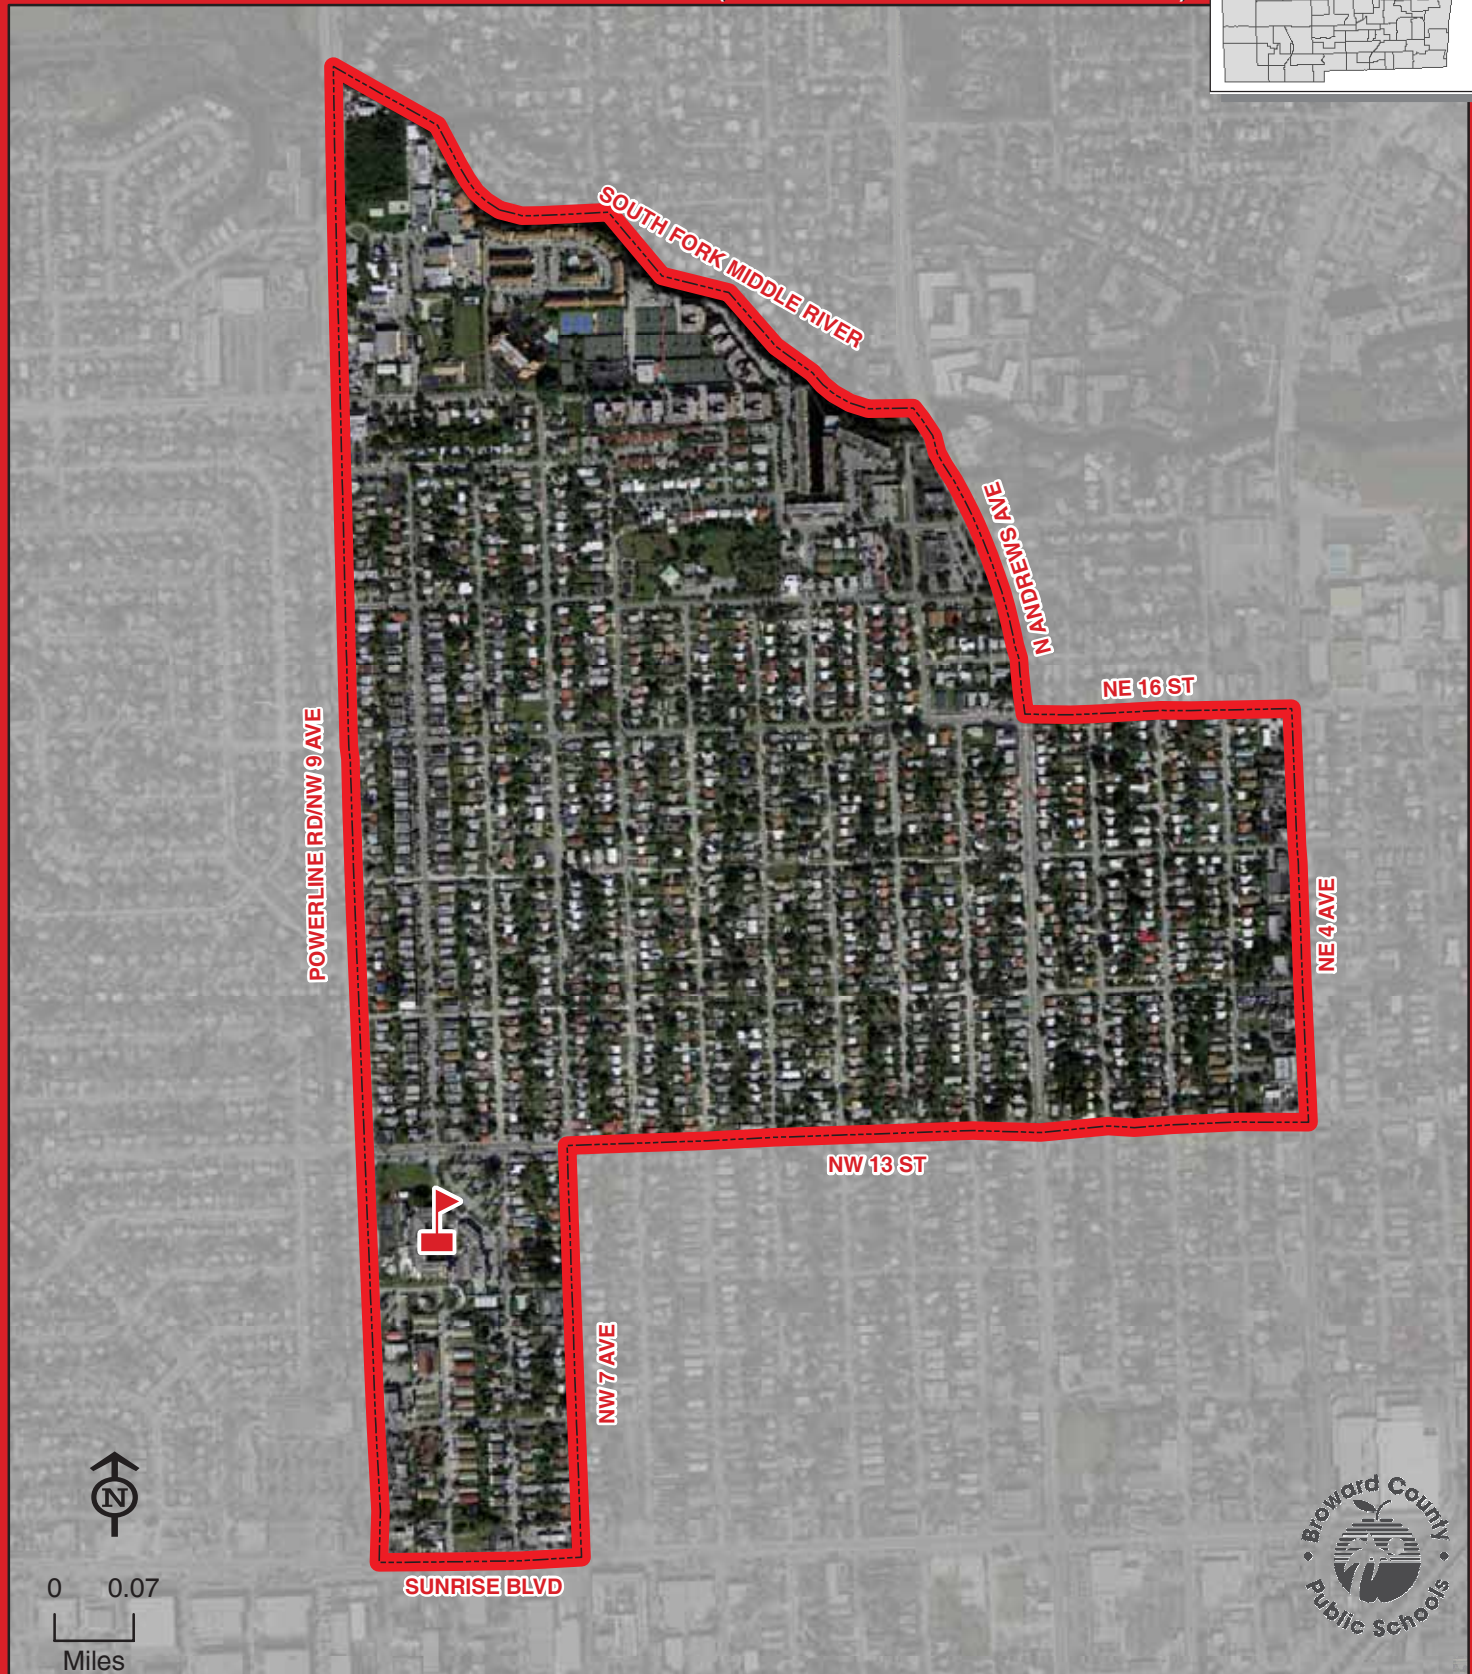 SOUTH FORK MIDDLE RIVER
N ANDREWS AVE
NE 16 ST
POWERLINE RD/NW 9 AVE
NE 4 AVE
NW 13 ST
NW 7 AVE
N
SUNRISE BLVD
0 0.07
Miles
Broward County
Public Schools